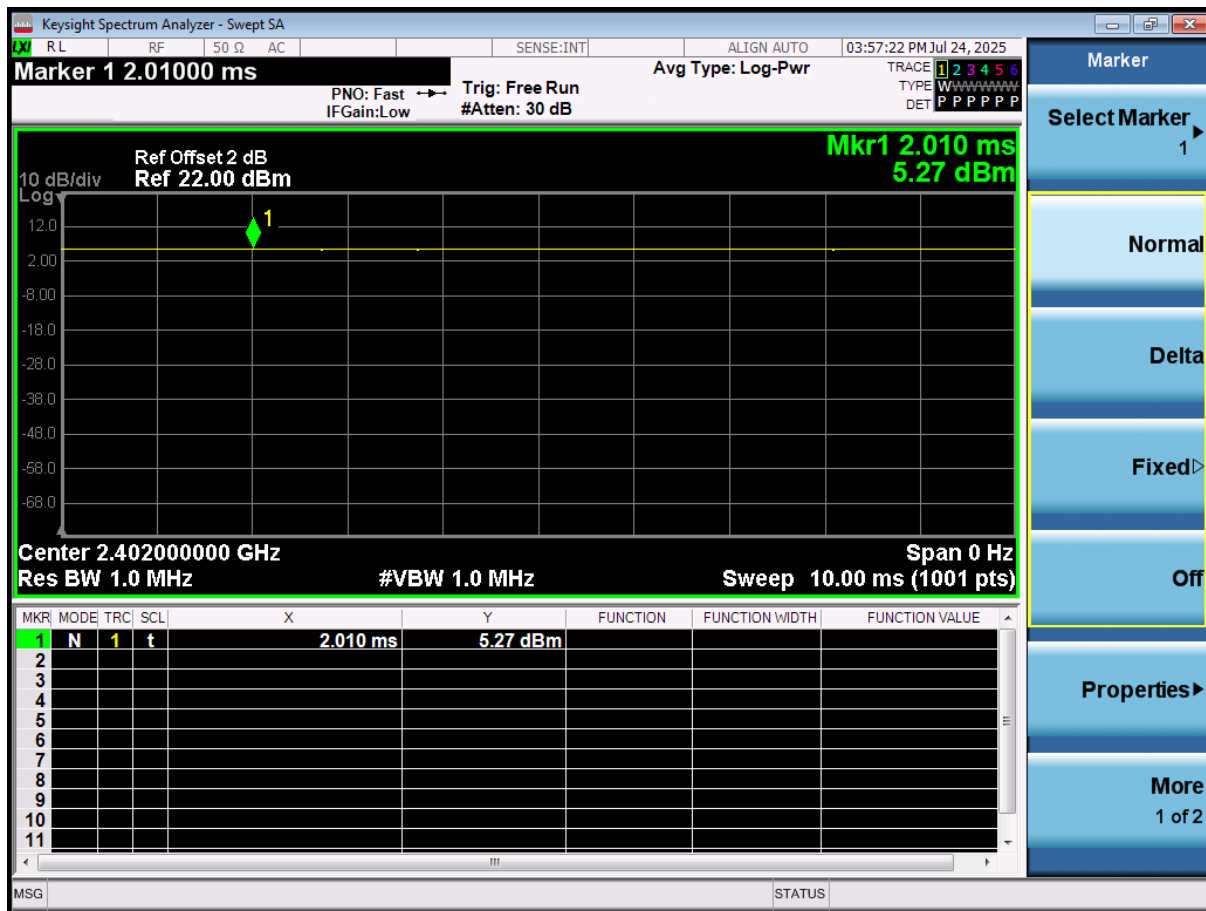 Keysight Spectrum Analyzer - Swept SA
LXI RL RF 50 Ω AC SENSE:INT ALIGN AUTO 03:57:22 PM Jul 24, 2025
Marker 1 2.01000 ms
PNO: Fast
IFGain:Low
Trig: Free Run
#Atten: 30 dB
Avg Type: Log-Pwr
TRACE 1 2 3 4 5 6
TYPE WWWWWW
DET P P P P P P
Mkr1 2.010 ms
5.27 dBm
Ref Offset 2 dB
10 dB/div Ref 22.00 dBm
Log
1
12.0
2.00
-8.00
-18.0
-28.0
-38.0
-48.0
-58.0
-68.0
Center 2.402000000 GHz Span 0 Hz
Res BW 1.0 MHz #VBW 1.0 MHz Sweep 10.00 ms (1001 pts)
MKR MODE TRC SCL X Y FUNCTION FUNCTION WIDTH FUNCTION VALUE
1 N 1 t 2.010 ms 5.27 dBm
2
3
4
5
6
7
8
9
10
11
MSG STATUS
Marker
Select Marker
1
Normal
Delta
Fixed
Off
Properties
More
1 of 2